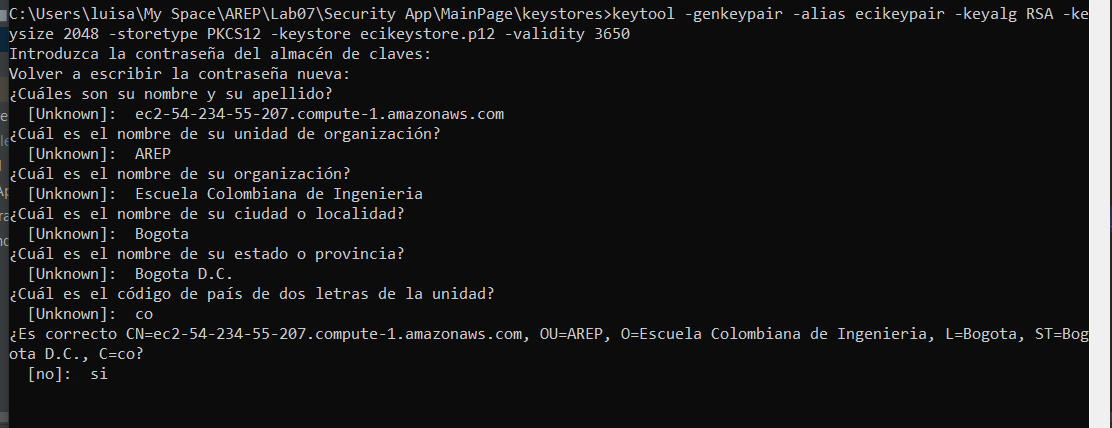 C:\Users\luisa\My Space\AREP\Lab07\Security App\MainPage\keystores>keytool -genkeypair -alias ecikeypair -keyalg RSA -ke
ysize 2048 -storetype PKCS12 -keystore ecikeystore.p12 -validity 3650
Introduzca la contraseña del almacén de claves:
Volver a escribir la contraseña nueva:
¿Cuáles son su nombre y su apellido?
  [Unknown]:  ec2-54-234-55-207.compute-1.amazonaws.com
¿Cuál es el nombre de su unidad de organización?
  [Unknown]:  AREP
¿Cuál es el nombre de su organización?
  [Unknown]:  Escuela Colombiana de Ingenieria
¿Cuál es el nombre de su ciudad o localidad?
  [Unknown]:  Bogota
¿Cuál es el nombre de su estado o provincia?
  [Unknown]:  Bogota D.C.
¿Cuál es el código de país de dos letras de la unidad?
  [Unknown]:  co
¿Es correcto CN=ec2-54-234-55-207.compute-1.amazonaws.com, OU=AREP, O=Escuela Colombiana de Ingenieria, L=Bogota, ST=Bog
ota D.C., C=co?
  [no]:  si